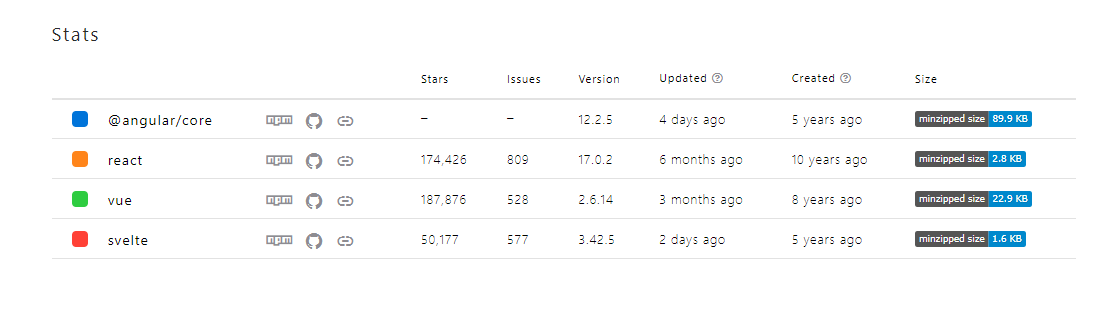 Stats
Stars Issues Version Updated ? Created ? Size
@angular/core npm – – 12.2.5 4 days ago 5 years ago minzipped size 89.9 KB
react npm 174,426 809 17.0.2 6 months ago 10 years ago minzipped size 2.8 KB
vue npm 187,876 528 2.6.14 3 months ago 8 years ago minzipped size 22.9 KB
svelte npm 50,177 577 3.42.5 2 days ago 5 years ago minzipped size 1.6 KB